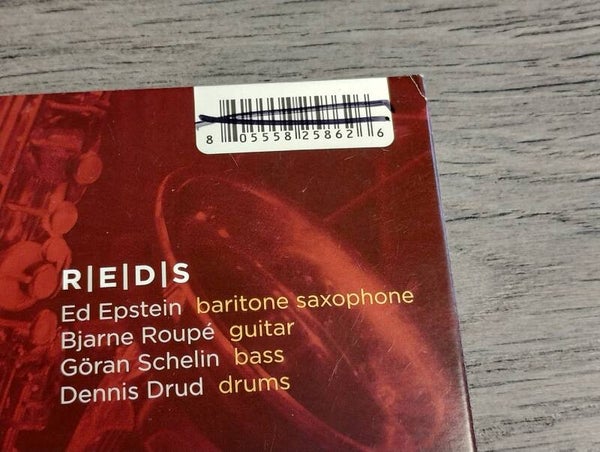 8 05558 25862 6
R|E|D|S
Ed Epstein baritone saxophone
Bjarne Roupé guitar
Göran Schelin bass
Dennis Drud drums